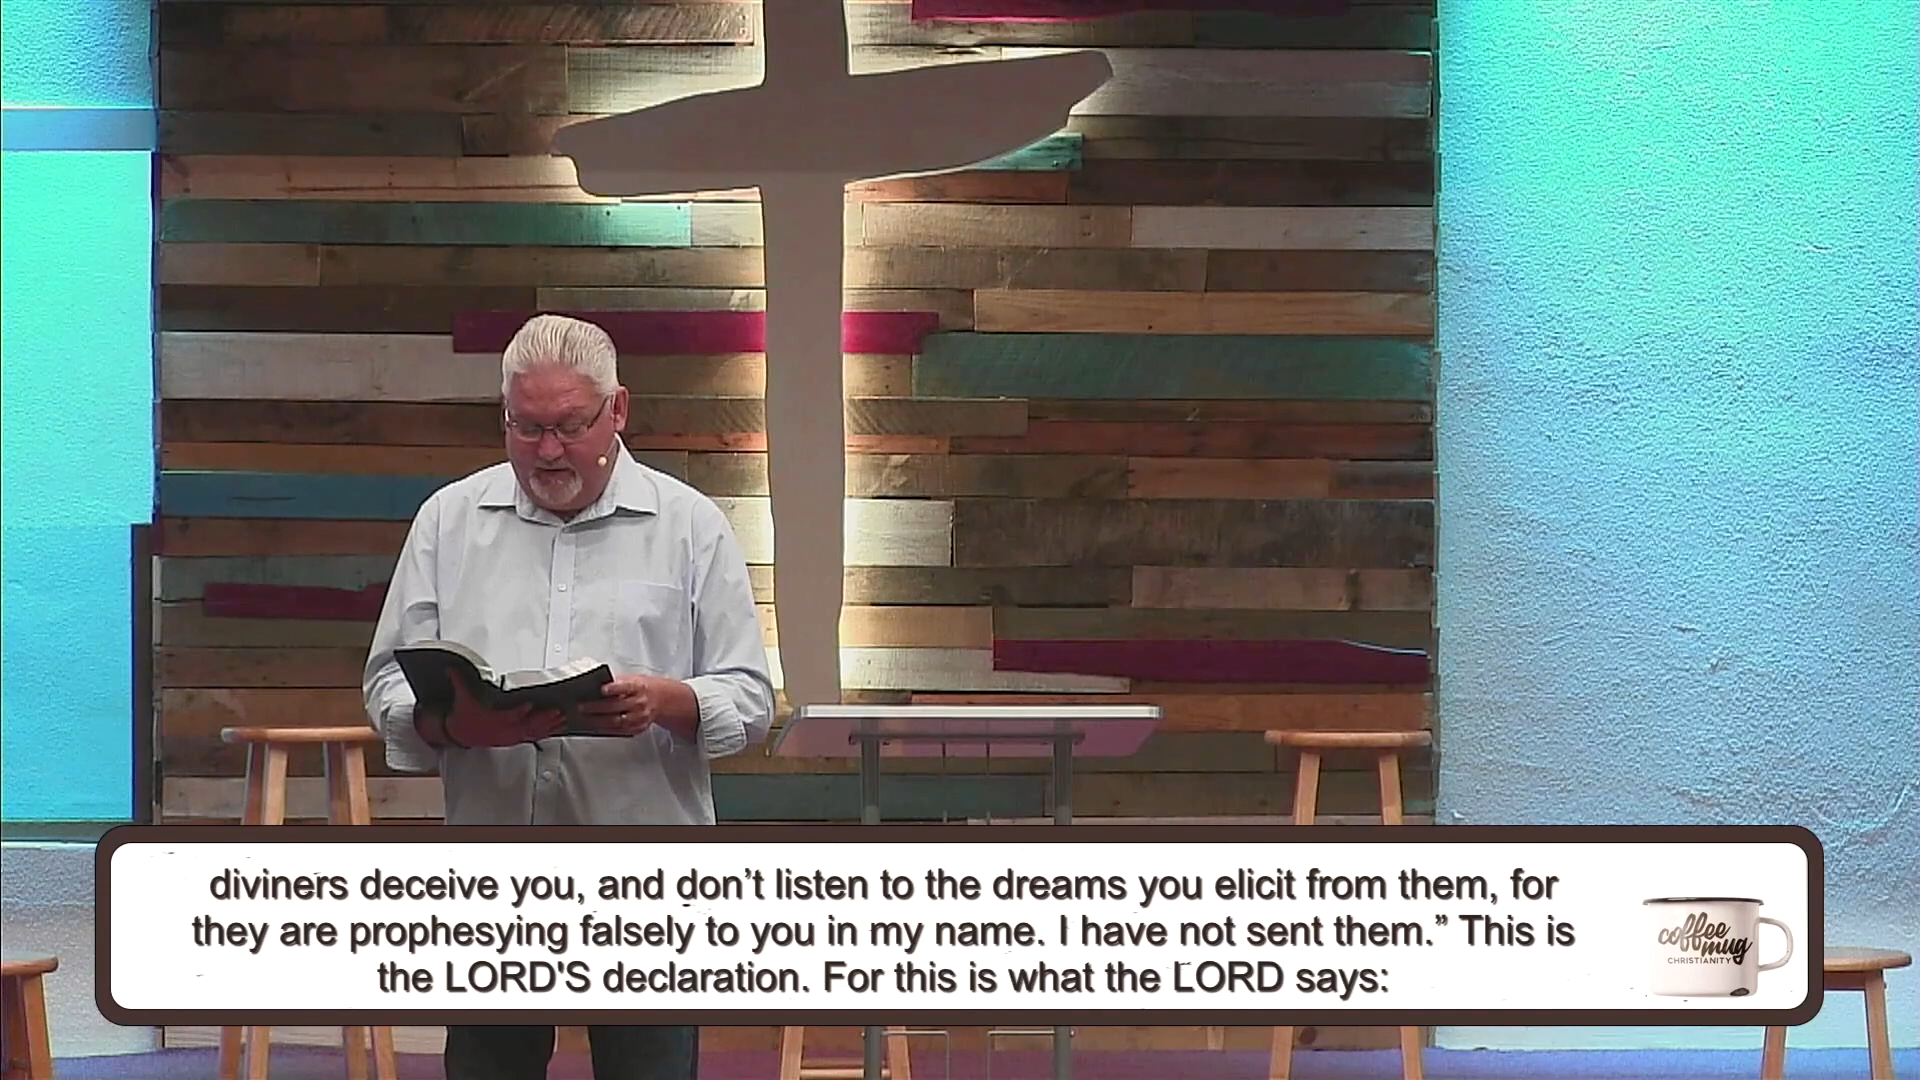 diviners deceive you, and don’t listen to the dreams you elicit from them, for
they are prophesying falsely to you in my name. I have not sent them.” This is
the LORD'S declaration. For this is what the LORD says:
coffee
mug
CHRISTIANITY